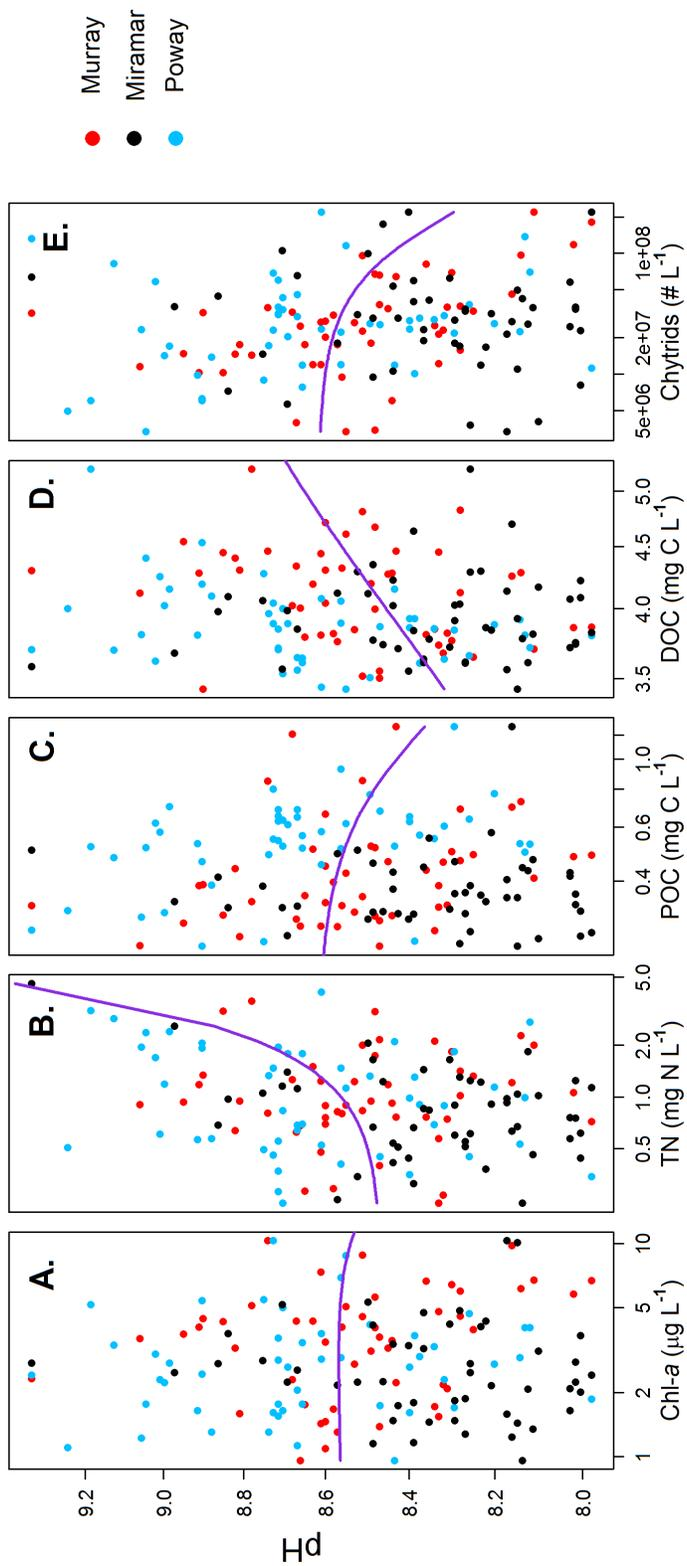 A.
B.
C.
D.
E.
Murray
Miramar
Poway
pH
9.2
9.0
8.8
8.6
8.4
8.2
8.0
1 2 5 10
Chl-a (µg L⁻¹)
0.5 1.0 2.0 5.0
TN (mg N L⁻¹)
0.4 0.6 1.0
POC (mg C L⁻¹)
3.5 4.0 4.5 5.0
DOC (mg C L⁻¹)
5e+06 2e+07 1e+08
Chytrids (# L⁻¹)